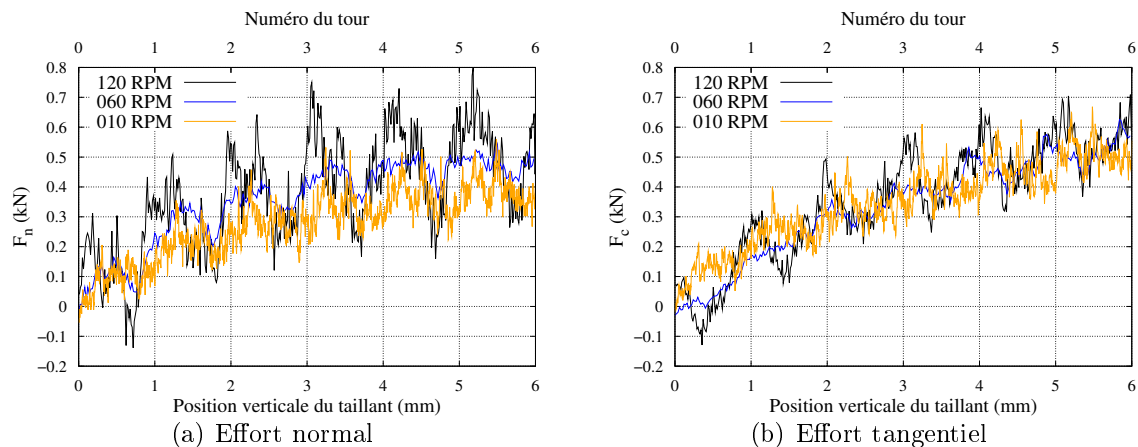 Numéro du tour
0 1 2 3 4 5 6
0.8
0.7
0.6
0.5
0.4
0.3
0.2
0.1
0
−0.1
−0.2
120 RPM
060 RPM
010 RPM
F_n (kN)
0 1 2 3 4 5 6
Position verticale du taillant (mm)
(a) Effort normal
Numéro du tour
0 1 2 3 4 5 6
0.8
0.7
0.6
0.5
0.4
0.3
0.2
0.1
0
−0.1
−0.2
120 RPM
060 RPM
010 RPM
F_c (kN)
0 1 2 3 4 5 6
Position verticale du taillant (mm)
(b) Effort tangentiel